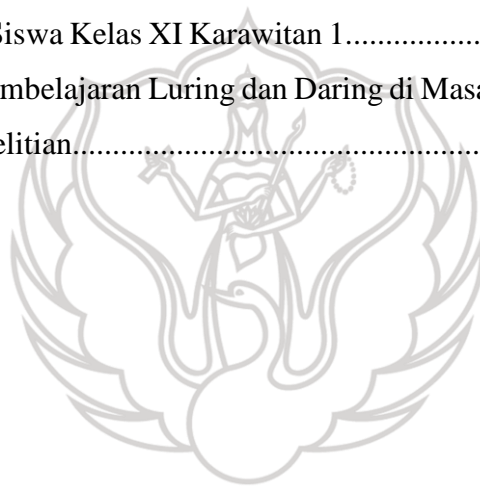 Siswa Kelas XI Karawitan 1.................
mbelajaran Luring dan Daring di Masa
elitian..................................................